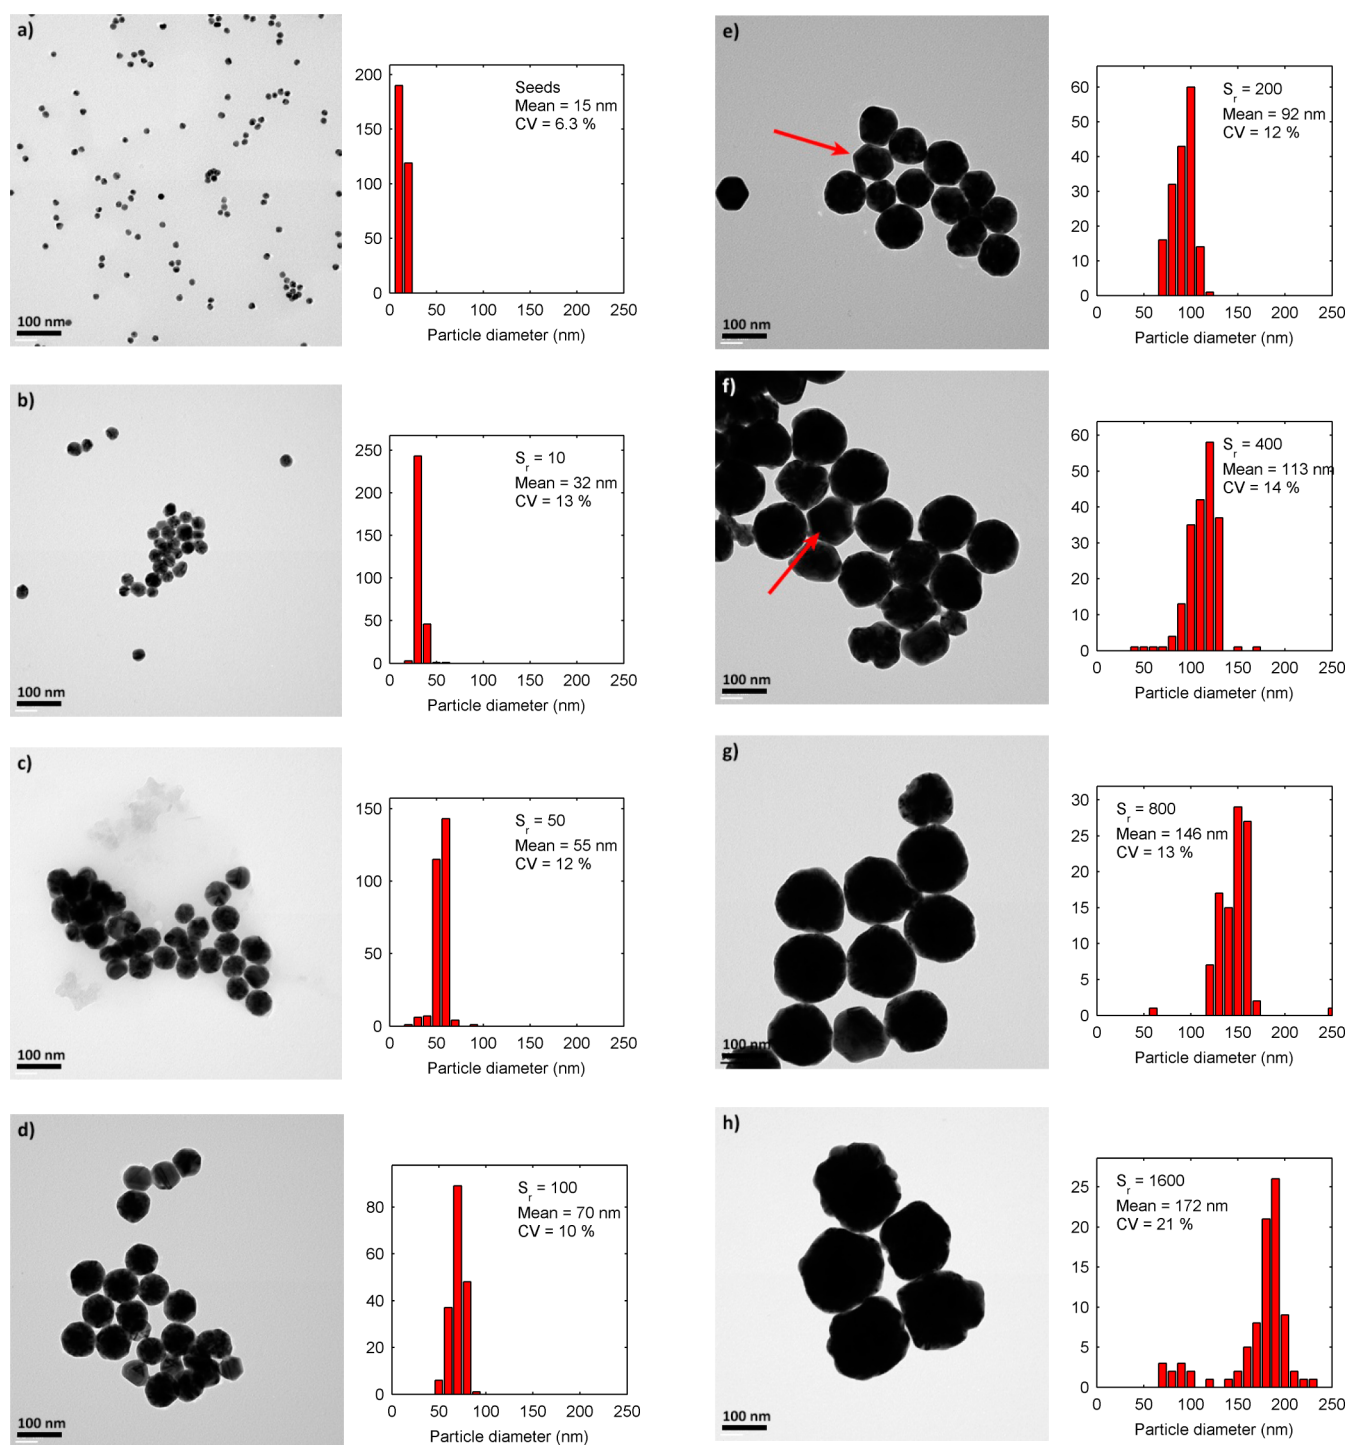 a)
Seeds
Mean = 15 nm
CV = 6.3 %
200
150
100
50
0
0 50 100 150 200 250
Particle diameter (nm)
100 nm
b)
S_r = 10
Mean = 32 nm
CV = 13 %
250
200
150
100
50
0
0 50 100 150 200 250
Particle diameter (nm)
100 nm
c)
S_r = 50
Mean = 55 nm
CV = 12 %
150
100
50
0
0 50 100 150 200 250
Particle diameter (nm)
100 nm
d)
S_r = 100
Mean = 70 nm
CV = 10 %
80
60
40
20
0
0 50 100 150 200 250
Particle diameter (nm)
100 nm
e)
S_r = 200
Mean = 92 nm
CV = 12 %
60
50
40
30
20
10
0
0 50 100 150 200 250
Particle diameter (nm)
100 nm
f)
S_r = 400
Mean = 113 nm
CV = 14 %
60
50
40
30
20
10
0
0 50 100 150 200 250
Particle diameter (nm)
100 nm
g)
S_r = 800
Mean = 146 nm
CV = 13 %
30
25
20
15
10
5
0
0 50 100 150 200 250
Particle diameter (nm)
100 nm
h)
S_r = 1600
Mean = 172 nm
CV = 21 %
25
20
15
10
5
0
0 50 100 150 200 250
Particle diameter (nm)
100 nm